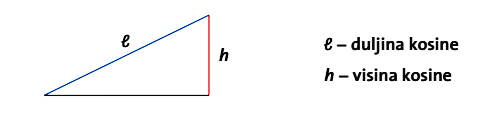 ℓ
h
ℓ – duljina kosine
h – visina kosine